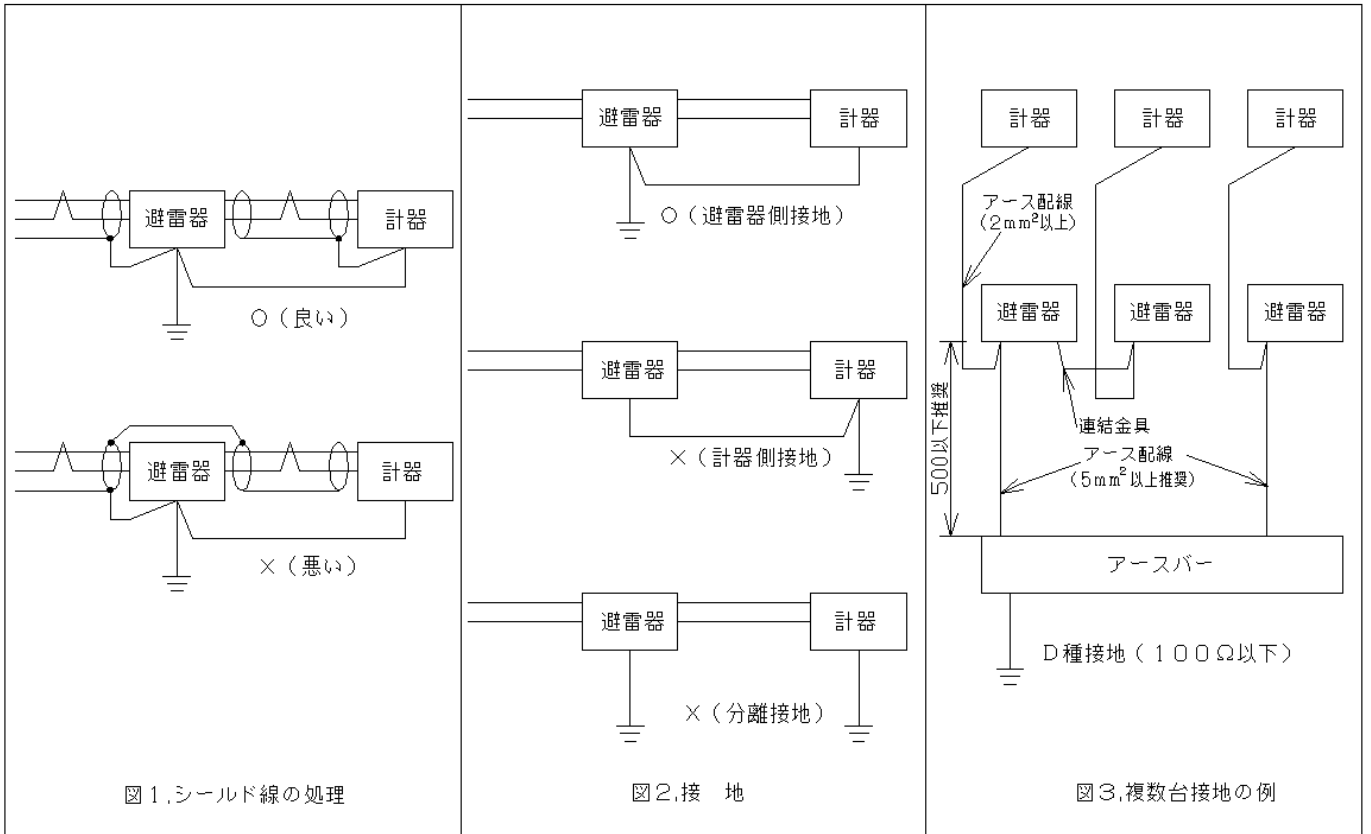 避雷器
計器
○（良い）
避雷器
計器
×（悪い）
図１,シールド線の処理
避雷器
計器
○（避雷器側接地）
避雷器
計器
×（計器側接地）
避雷器
計器
×（分離接地）
図２,接　地
計器
計器
計器
アース配線
（2mm²以上）
避雷器
避雷器
避雷器
500以下推奨
連結金具
アース配線
（5mm²以上推奨）
アースバー
D種接地（１００Ω以下）
図３,複数台接地の例